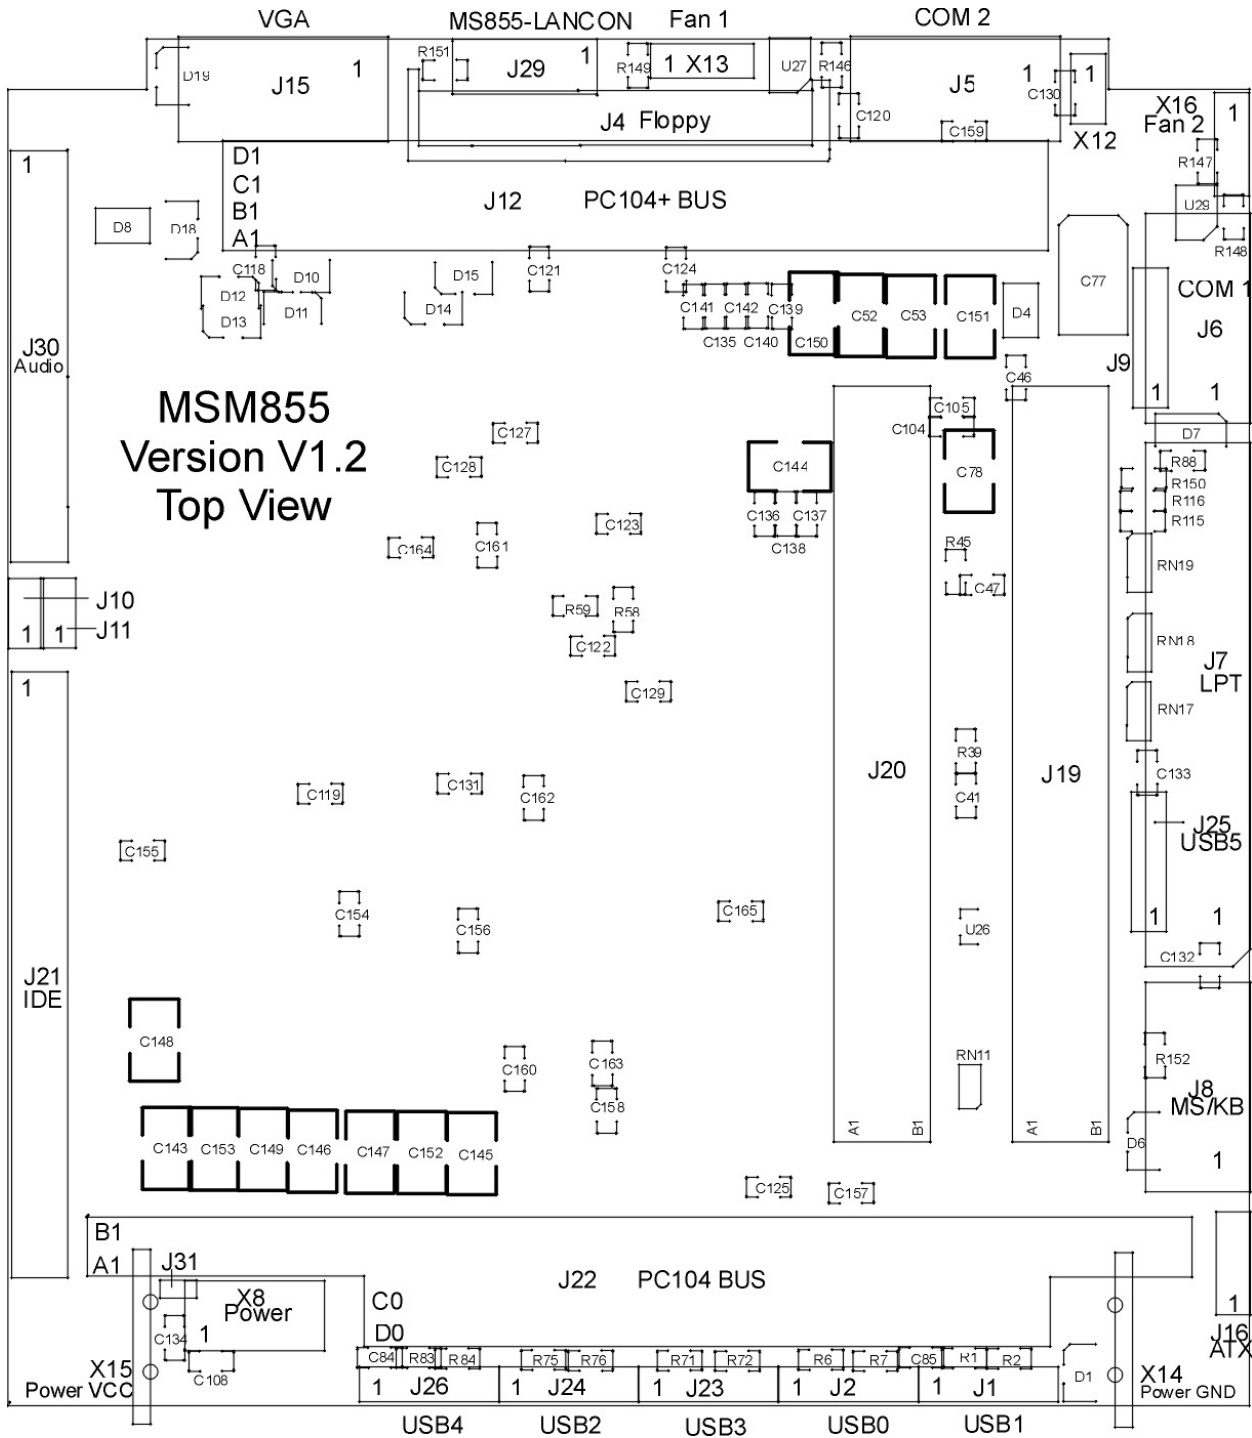 VGA MS855-LANCON Fan 1 COM 2
D19 J15 1 R151 J29 1 R149 1 X13 U27 R146 J5 1 C130 1
X16
Fan 2 1
J4 Floppy C120 C159 X12 R147
D1
C1
B1
A1
J12 PC104+ BUS
U29
R148
1
D8 D18
C118 D10 D15 C121 C124 C77
D12 D11 D14 C141 C142 C139 C52 C53 C151 D4 COM 1
D13 C135 C140 C150 J6
J30
Audio
J9 1 1
C46
MSM855
Version V1.2
Top View
C127 C105 C104 D7
C128 C144 C78 R88
R150
R116
R115
C136 C137
C138
C123 C161 C164
R45 RN19
C47
J10
J11
1 1
R59 R58
C122
RN18
J7
LPT
C129 RN17
1
J20 J19
R39
C133
C119 C131 C162 C41
J25
USB5
C155
C154 C156 C165 U26 1 1
C132
J21
IDE
C148
C160 C163 RN11 R152
C158
J8
MS/KB
A1 B1 A1 B1
C143 C153 C149 C146 C147 C152 C145 D6 1
C125 C157
B1
A1
J31
J22 PC104 BUS
X8
Power
1
C0
D0
C134
1
J16
ATX
X15
Power VCC
C108
C84 R83 R84 R75 R76 R71 R72 R6 R7 C85 R1 R2 D1
X14
Power GND
1 J26 1 J24 1 J23 1 J2 1 J1
USB4 USB2 USB3 USB0 USB1